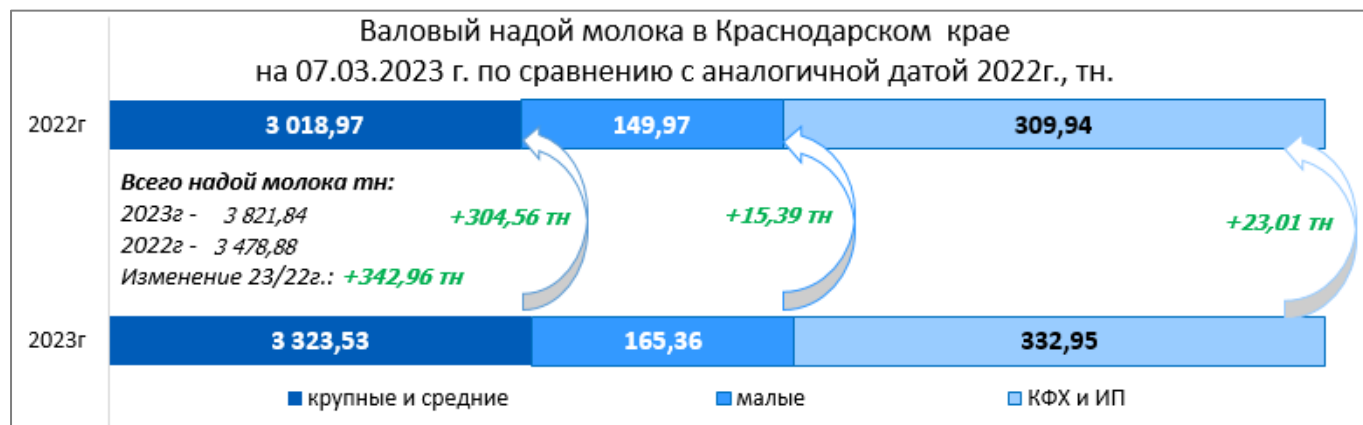 Валовый надой молока в Краснодарском крае
на 07.03.2023 г. по сравнению с аналогичной датой 2022г., тн.
2022г
3 018,97
149,97
309,94
Всего надой молока тн:
2023г - 3 821,84
2022г - 3 478,88
Изменение 23/22г.: +342,96 тн
+304,56 тн
+15,39 тн
+23,01 тн
2023г
3 323,53
165,36
332,95
крупные и средние
малые
КФХ и ИП